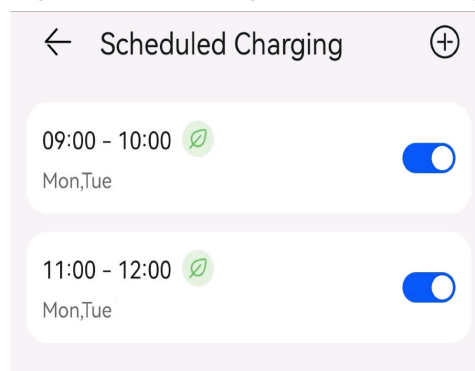 Scheduled Charging
09:00 – 10:00
Mon,Tue
11:00 – 12:00
Mon,Tue